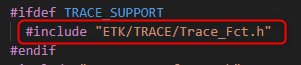 #ifdef TRACE_SUPPORT
#include "ETK/TRACE/Trace_Fct.h"
#endif